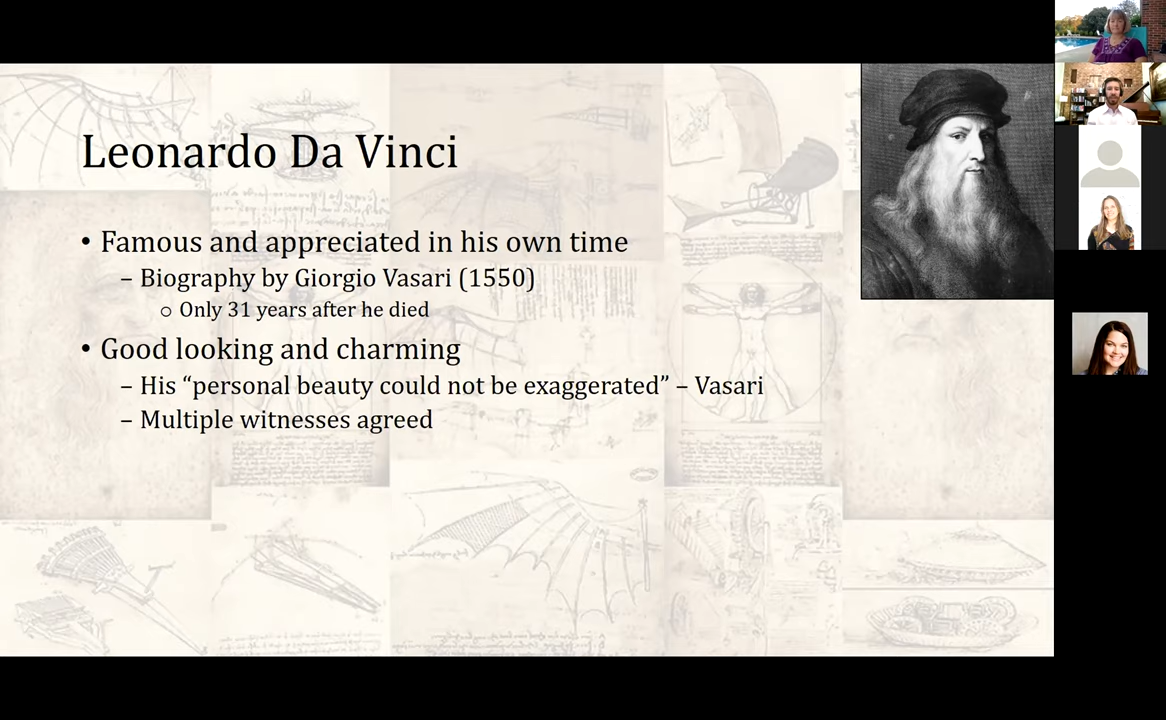 Leonardo Da Vinci
• Famous and appreciated in his own time
– Biography by Giorgio Vasari (1550)
○ Only 31 years after he died
• Good looking and charming
– His “personal beauty could not be exaggerated” – Vasari
– Multiple witnesses agreed